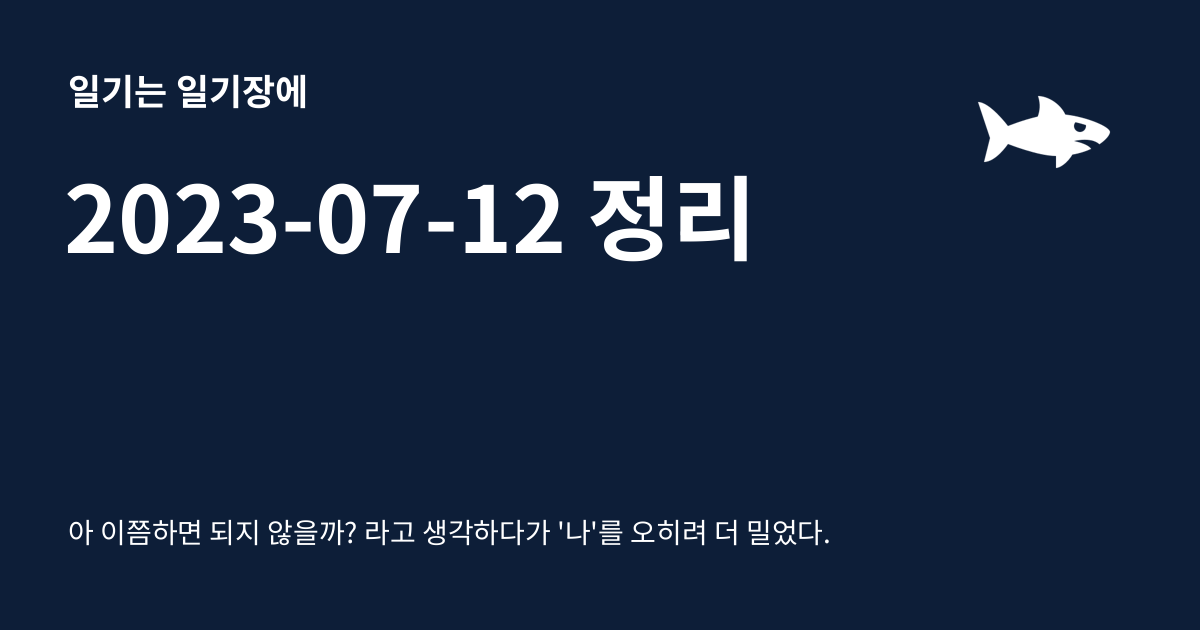 일기는 일기장에
2023-07-12 정리
아 이쯤하면 되지 않을까? 라고 생각하다가 '나'를 오히려 더 밀었다.